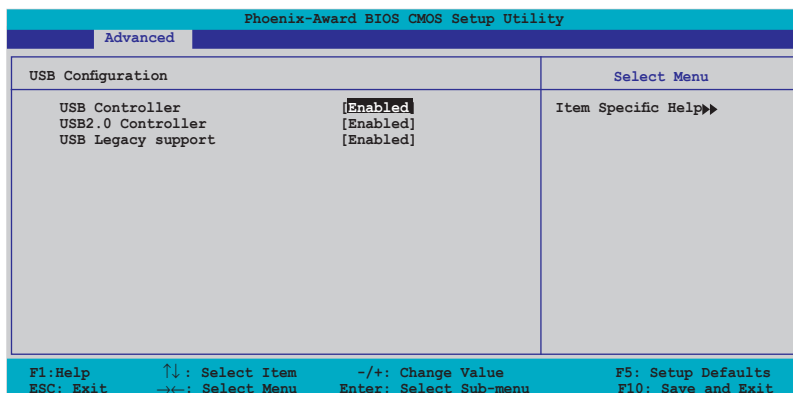 Phoenix-Award BIOS CMOS Setup Utility
Advanced
USB Configuration
Select Menu
USB Controller [Enabled]
Item Specific Help▶▶
USB2.0 Controller [Enabled]
USB Legacy support [Enabled]
F1:Help ↑↓: Select Item -/+: Change Value F5: Setup Defaults
ESC: Exit →←: Select Menu Enter: Select Sub-menu F10: Save and Exit